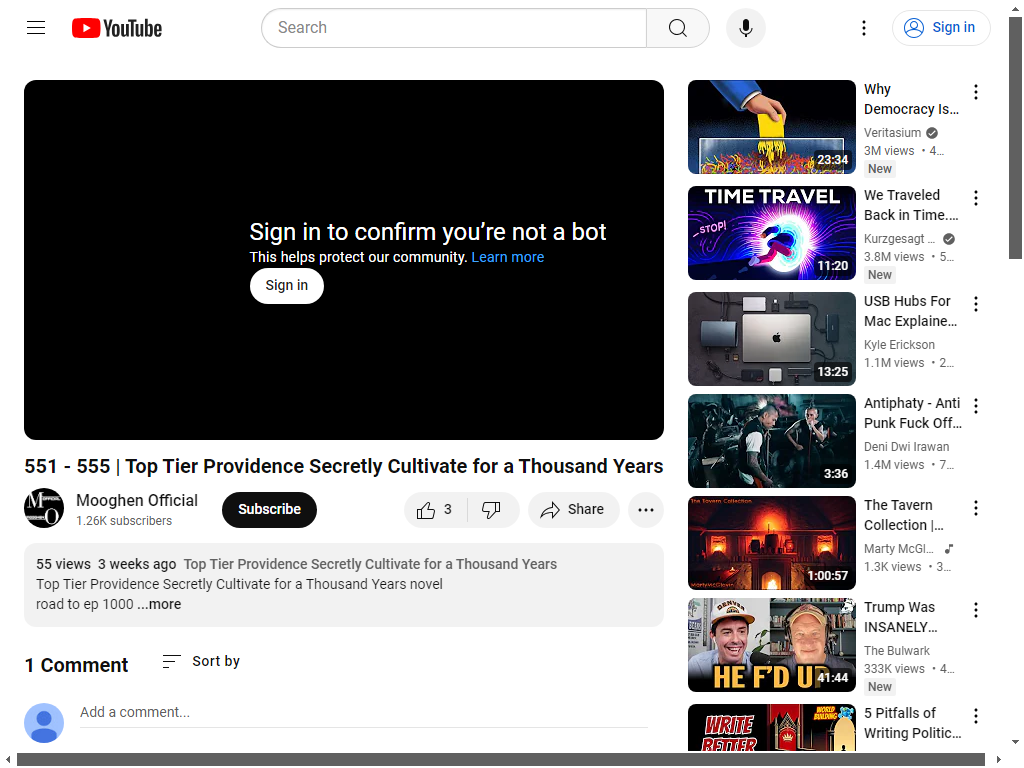 YouTube
Search
Sign in
Sign in to confirm you're not a bot
This helps protect our community. Learn more
Sign in
551 - 555 | Top Tier Providence Secretly Cultivate for a Thousand Years
Mooghen Official
1.26K subscribers
Subscribe
3
Share
55 views 3 weeks ago Top Tier Providence Secretly Cultivate for a Thousand Years
Top Tier Providence Secretly Cultivate for a Thousand Years novel
road to ep 1000 ...more
1 Comment
Sort by
Add a comment...
23:34
Why
Democracy Is...
Veritasium
3M views • 4...
New
TIME TRAVEL
STOP!
11:20
We Traveled
Back in Time....
Kurzgesagt ...
3.8M views • 5...
New
13:25
USB Hubs For
Mac Explaine...
Kyle Erickson
1.1M views • 2...
3:36
Antiphaty - Anti
Punk Fuck Off...
Deni Dwi Irawan
1.4M views • 7...
The Tavern Collection
MartyMcGlavin
1:00:57
The Tavern
Collection |...
Marty McGl...
1.3K views • 3...
DENVER
HE F'D UP
41:44
Trump Was
INSANELY...
The Bulwark
333K views • 4...
New
WRITE
BETTER
WORLD
BUILDING
5 Pitfalls of
Writing Politic...